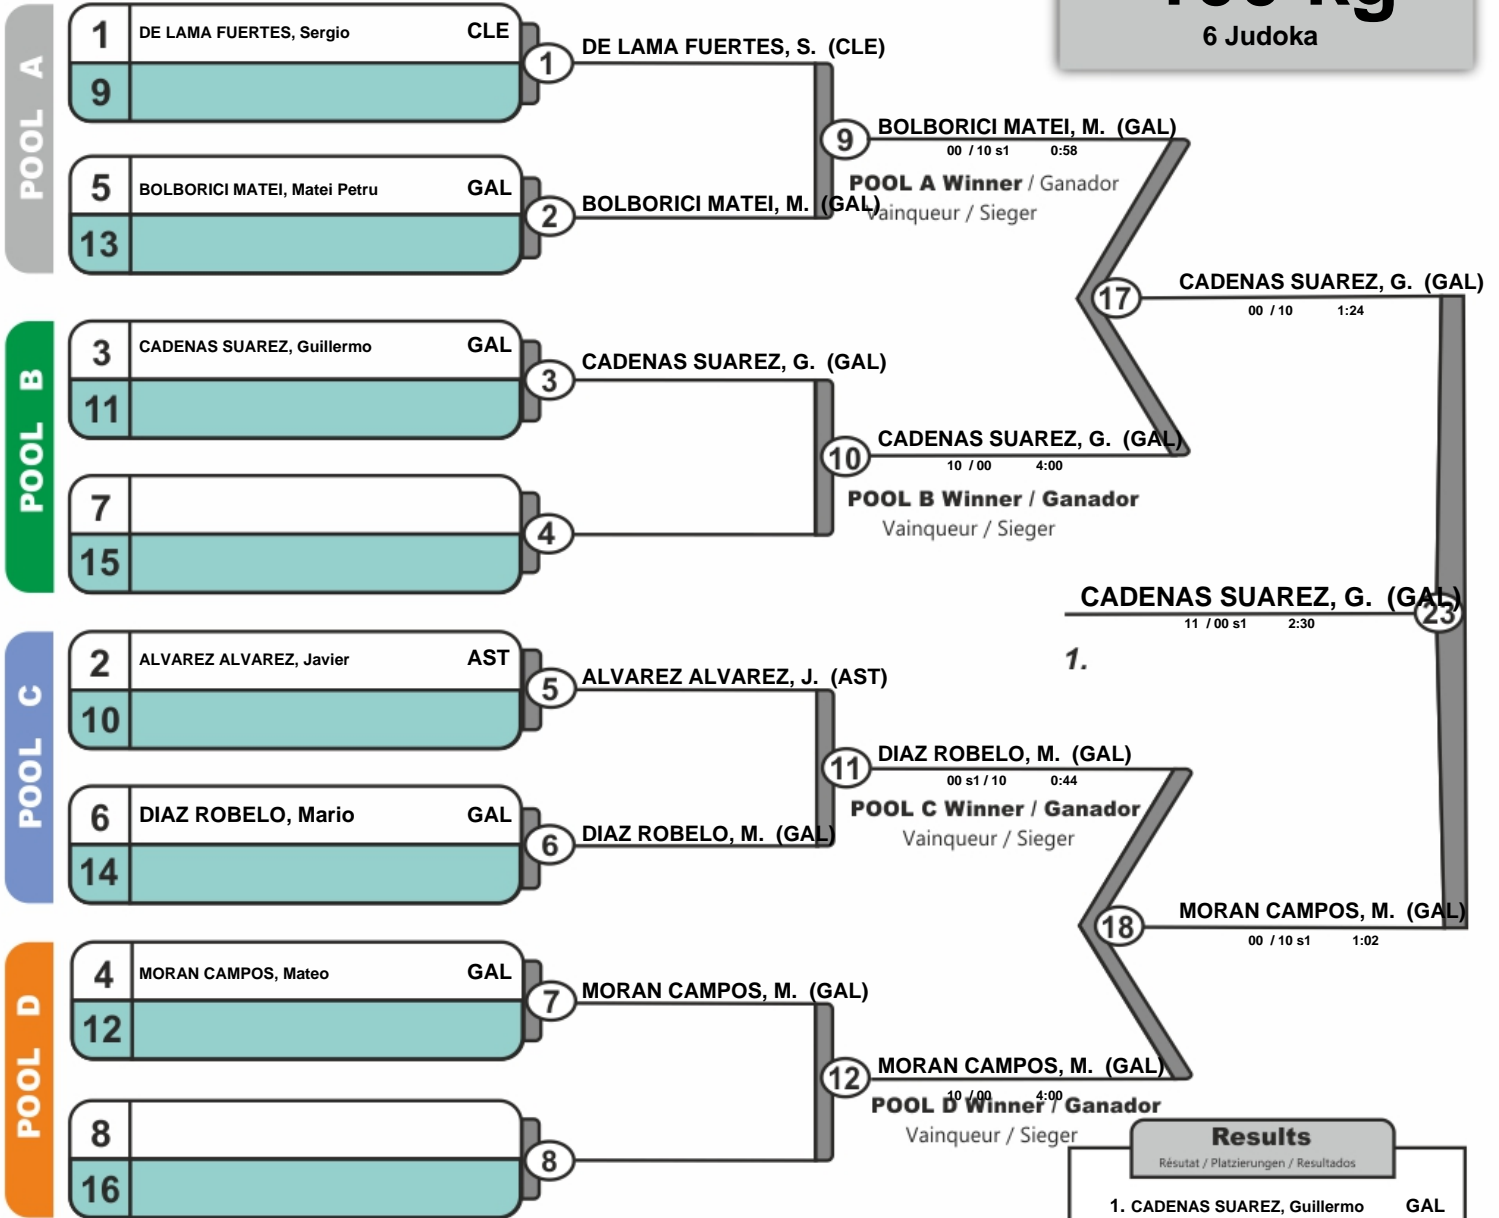 6 Judoka
POOL A
1 DE LAMA FUERTES, Sergio CLE
9
1
DE LAMA FUERTES, S. (CLE)
5 BOLBORICI MATEI, Matei Petru GAL
13
2
BOLBORICI MATEI, M. (GAL)
9
BOLBORICI MATEI, M. (GAL)
00 / 10 s1 0:58
POOL A Winner / Ganador
Vainqueur / Sieger
POOL B
3 CADENAS SUAREZ, Guillermo GAL
11
3
CADENAS SUAREZ, G. (GAL)
7
15
4
10
CADENAS SUAREZ, G. (GAL)
10 / 00 4:00
POOL B Winner / Ganador
Vainqueur / Sieger
17
CADENAS SUAREZ, G. (GAL)
00 / 10 1:24
CADENAS SUAREZ, G. (GAL)
23
11 / 00 s1 2:30
1.
POOL C
2 ALVAREZ ALVAREZ, Javier AST
10
5
ALVAREZ ALVAREZ, J. (AST)
6 DIAZ ROBELO, Mario GAL
14
6
DIAZ ROBELO, M. (GAL)
11
DIAZ ROBELO, M. (GAL)
00 s1 / 10 0:44
POOL C Winner / Ganador
Vainqueur / Sieger
POOL D
4 MORAN CAMPOS, Mateo GAL
12
7
MORAN CAMPOS, M. (GAL)
8
16
8
12
MORAN CAMPOS, M. (GAL)
10 / 00 4:00
POOL D Winner / Ganador
Vainqueur / Sieger
18
MORAN CAMPOS, M. (GAL)
00 / 10 s1 1:02
Results
Résutat / Platzierungen / Resultados
1. CADENAS SUAREZ, Guillermo GAL